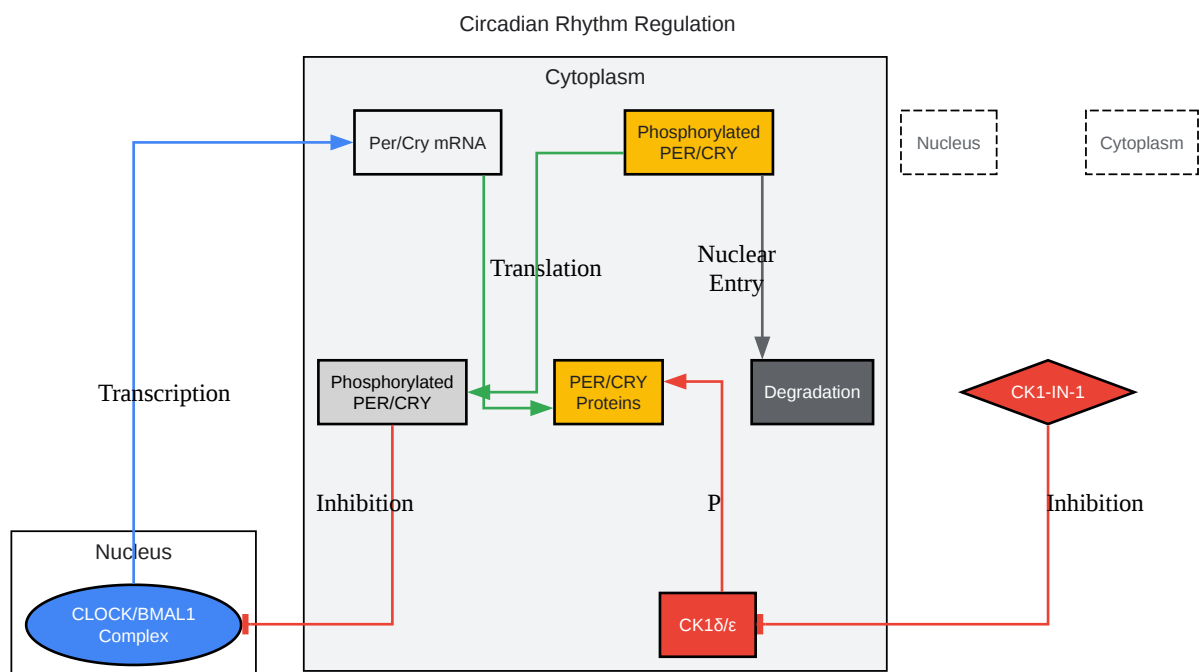 Circadian Rhythm Regulation
Cytoplasm
Per/Cry mRNA
Phosphorylated
PER/CRY
Nucleus
Cytoplasm
Translation
Nuclear
Entry
Transcription
Phosphorylated
PER/CRY
PER/CRY
Proteins
Degradation
CK1-IN-1
Inhibition
P
Inhibition
Nucleus
CLOCK/BMAL1
Complex
CK1δ/ε